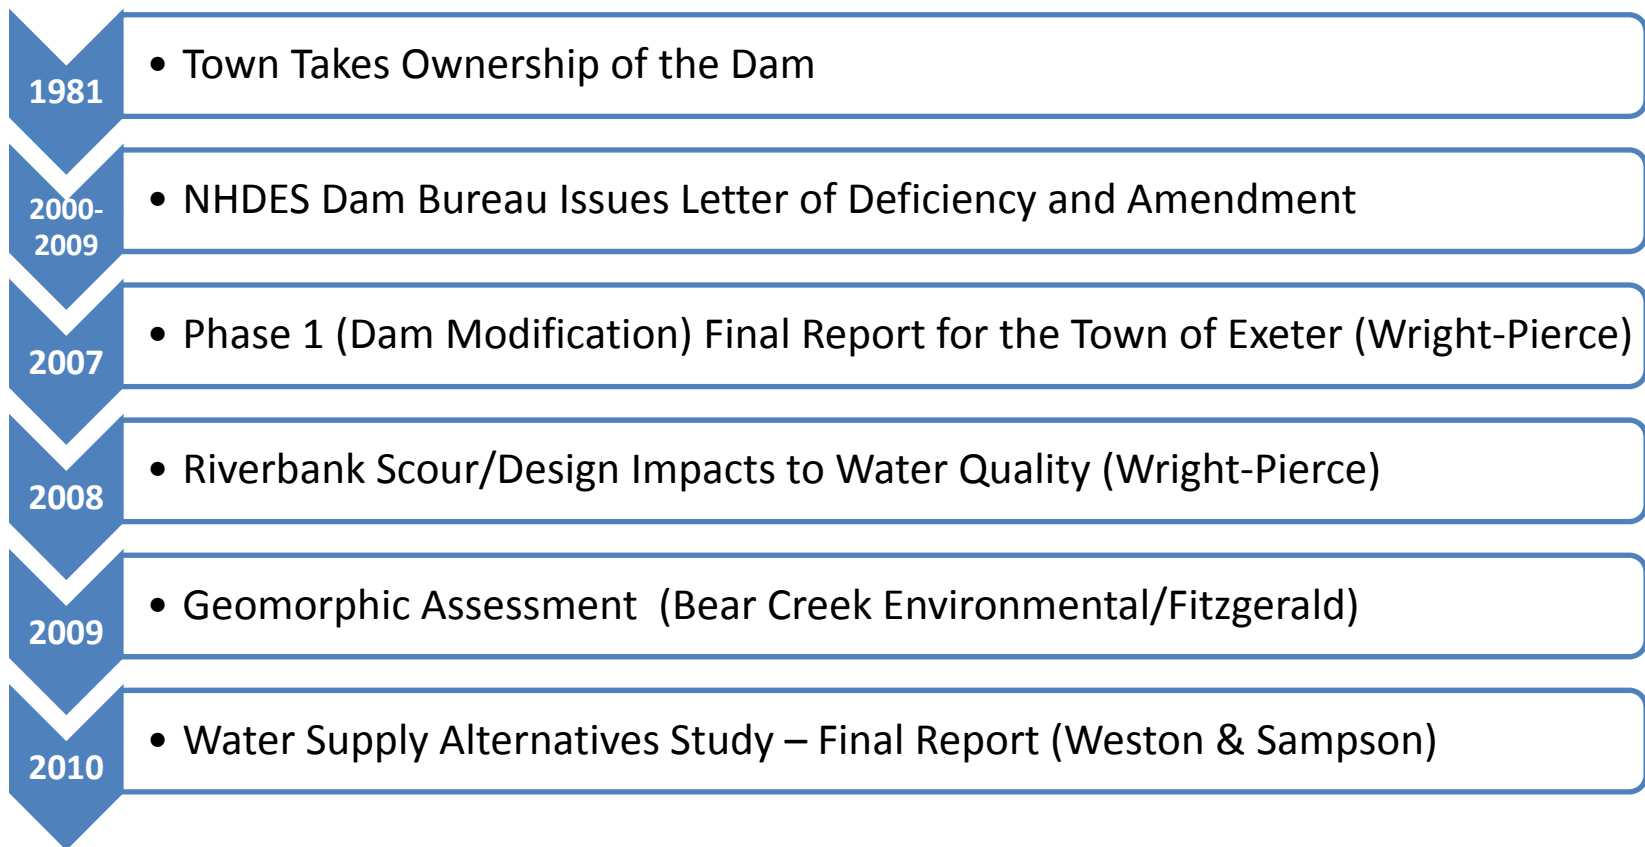 1981
• Town Takes Ownership of the Dam
2000-
2009
• NHDES Dam Bureau Issues Letter of Deficiency and Amendment
2007
• Phase 1 (Dam Modification) Final Report for the Town of Exeter (Wright-Pierce)
2008
• Riverbank Scour/Design Impacts to Water Quality (Wright-Pierce)
2009
• Geomorphic Assessment  (Bear Creek Environmental/Fitzgerald)
2010
• Water Supply Alternatives Study – Final Report (Weston & Sampson)